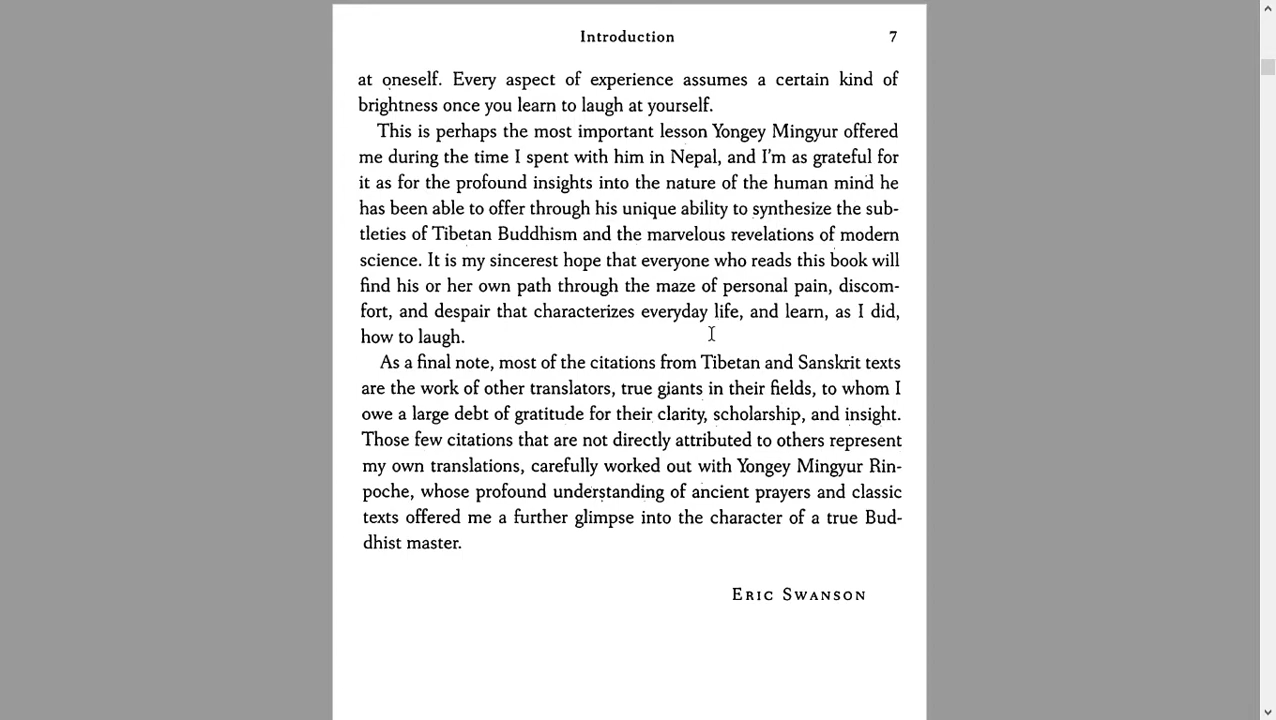 Introduction 7
at oneself. Every aspect of experience assumes a certain kind of
brightness once you learn to laugh at yourself.
This is perhaps the most important lesson Yongey Mingyur offered
me during the time I spent with him in Nepal, and I'm as grateful for
it as for the profound insights into the nature of the human mind he
has been able to offer through his unique ability to synthesize the sub-
tleties of Tibetan Buddhism and the marvelous revelations of modern
science. It is my sincerest hope that everyone who reads this book will
find his or her own path through the maze of personal pain, discom-
fort, and despair that characterizes everyday life, and learn, as I did,
how to laugh.
As a final note, most of the citations from Tibetan and Sanskrit texts
are the work of other translators, true giants in their fields, to whom I
owe a large debt of gratitude for their clarity, scholarship, and insight.
Those few citations that are not directly attributed to others represent
my own translations, carefully worked out with Yongey Mingyur Rin-
poche, whose profound understanding of ancient prayers and classic
texts offered me a further glimpse into the character of a true Bud-
dhist master.
Eric Swanson